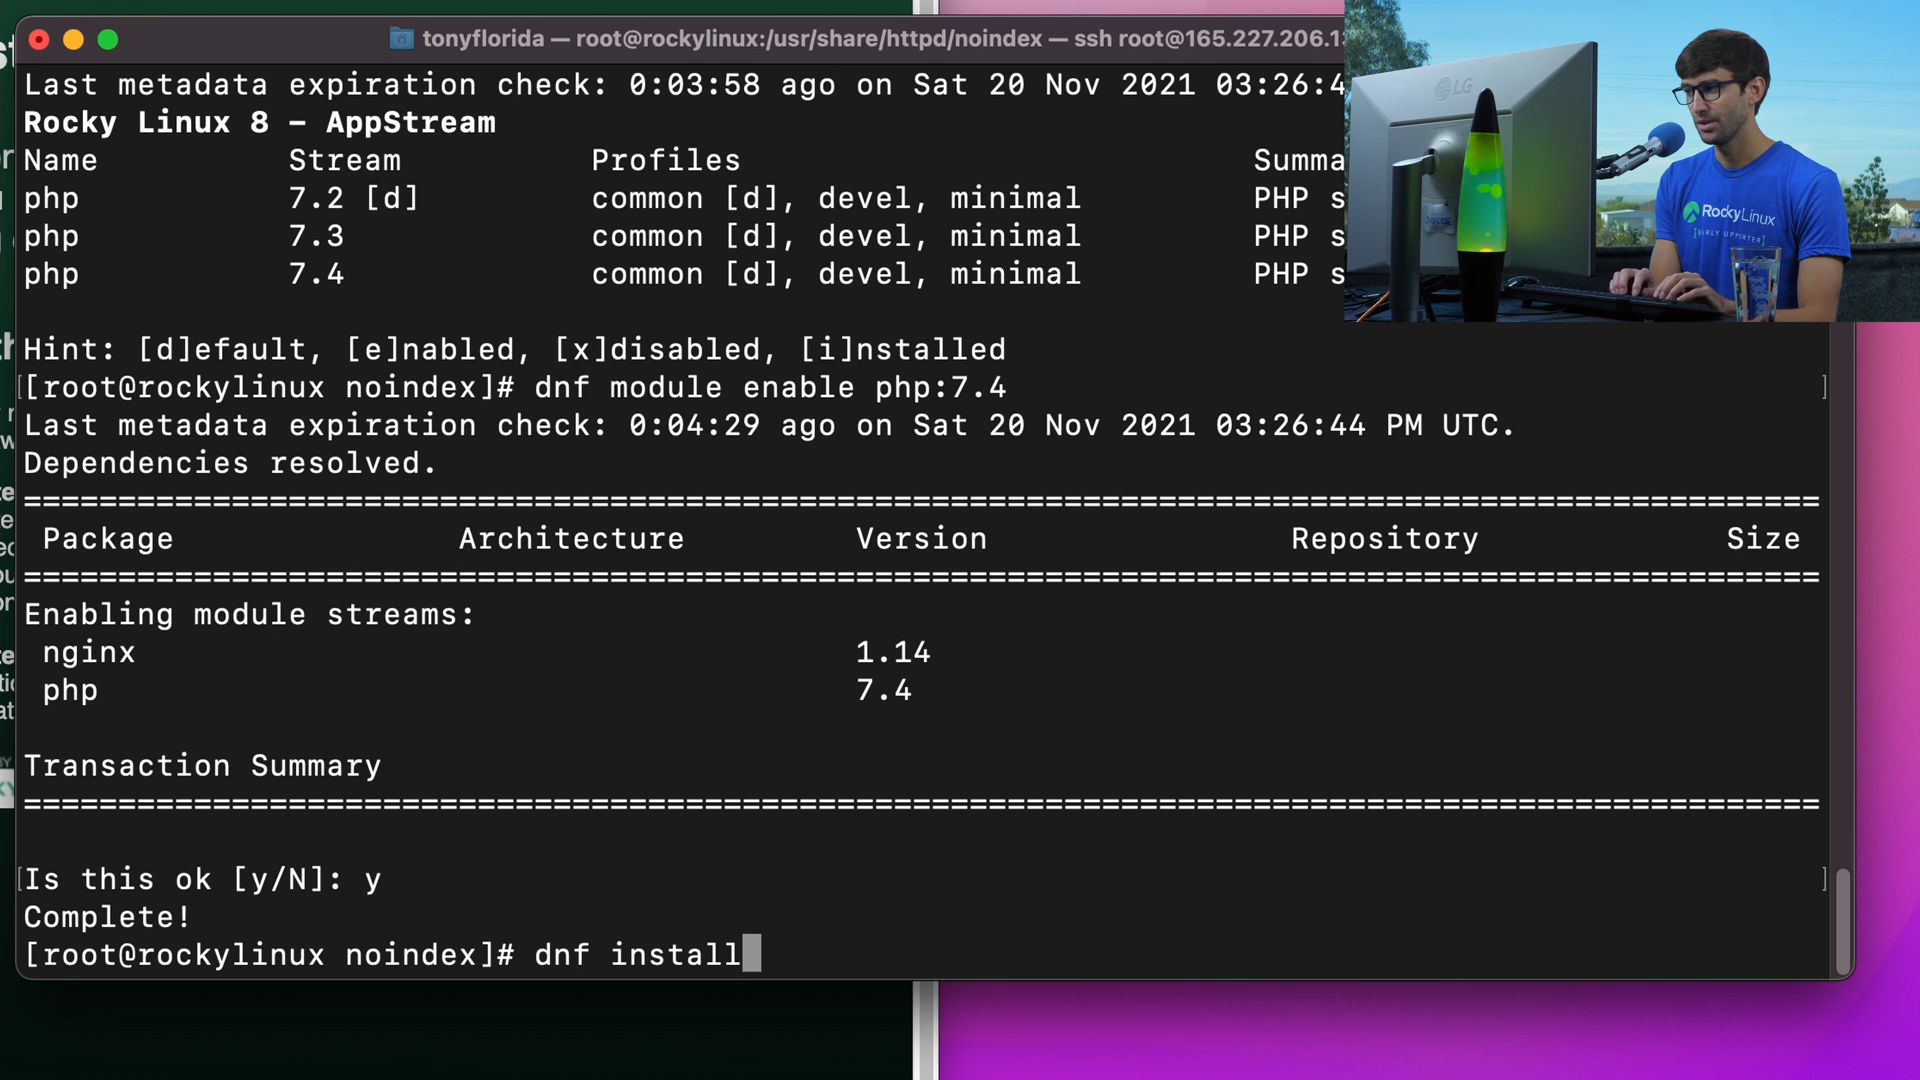 tonyflorida — root@rockylinux:/usr/share/httpd/noindex — ssh root@165.227.206.1
Last metadata expiration check: 0:03:58 ago on Sat 20 Nov 2021 03:26:4
Rocky Linux 8 - AppStream
Name Stream Profiles Summa
php 7.2 [d] common [d], devel, minimal PHP s
php 7.3 common [d], devel, minimal PHP s
php 7.4 common [d], devel, minimal PHP s
Hint: [d]efault, [e]nabled, [x]disabled, [i]nstalled
[[root@rockylinux noindex]# dnf module enable php:7.4 ]
Last metadata expiration check: 0:04:29 ago on Sat 20 Nov 2021 03:26:44 PM UTC.
Dependencies resolved.
Package Architecture Version Repository Size
Enabling module streams:
nginx 1.14
php 7.4
Transaction Summary
[Is this ok [y/N]: y ]
Complete!
[root@rockylinux noindex]# dnf install
LG
RockyLinux
[EARLY SUPPORTER]